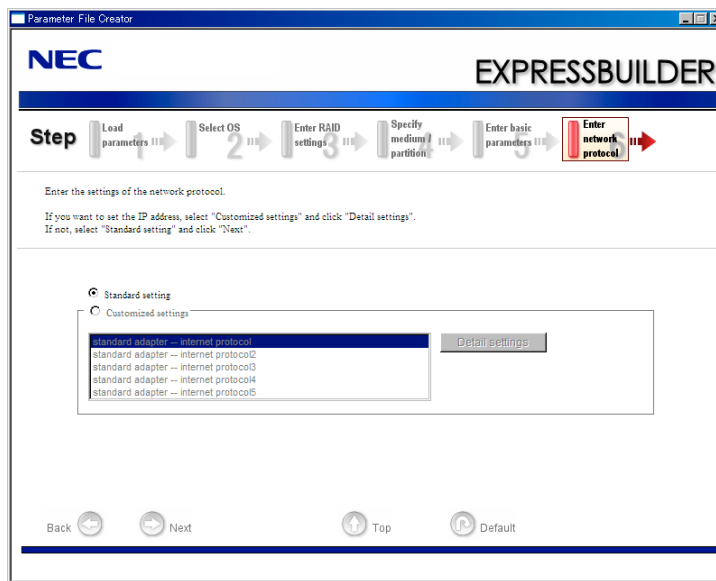 Parameter File Creator
NEC
EXPRESSBUILDER
Step
Load
parameters
1
Select OS
2
Enter RAID
settings
3
Specify
medium /
partition
4
Enter basic
parameters
5
Enter
network
protocol
6
Enter the settings of the network protocol.
If you want to set the IP address, select "Customized settings" and click "Detail settings".
If not, select "Standard setting" and click "Next".
Standard setting
Customized settings
standard adapter -- internet protocol
standard adapter -- internet protocol2
standard adapter -- internet protocol3
standard adapter -- internet protocol4
standard adapter -- internet protocol5
Detail settings
Back
Next
Top
Default